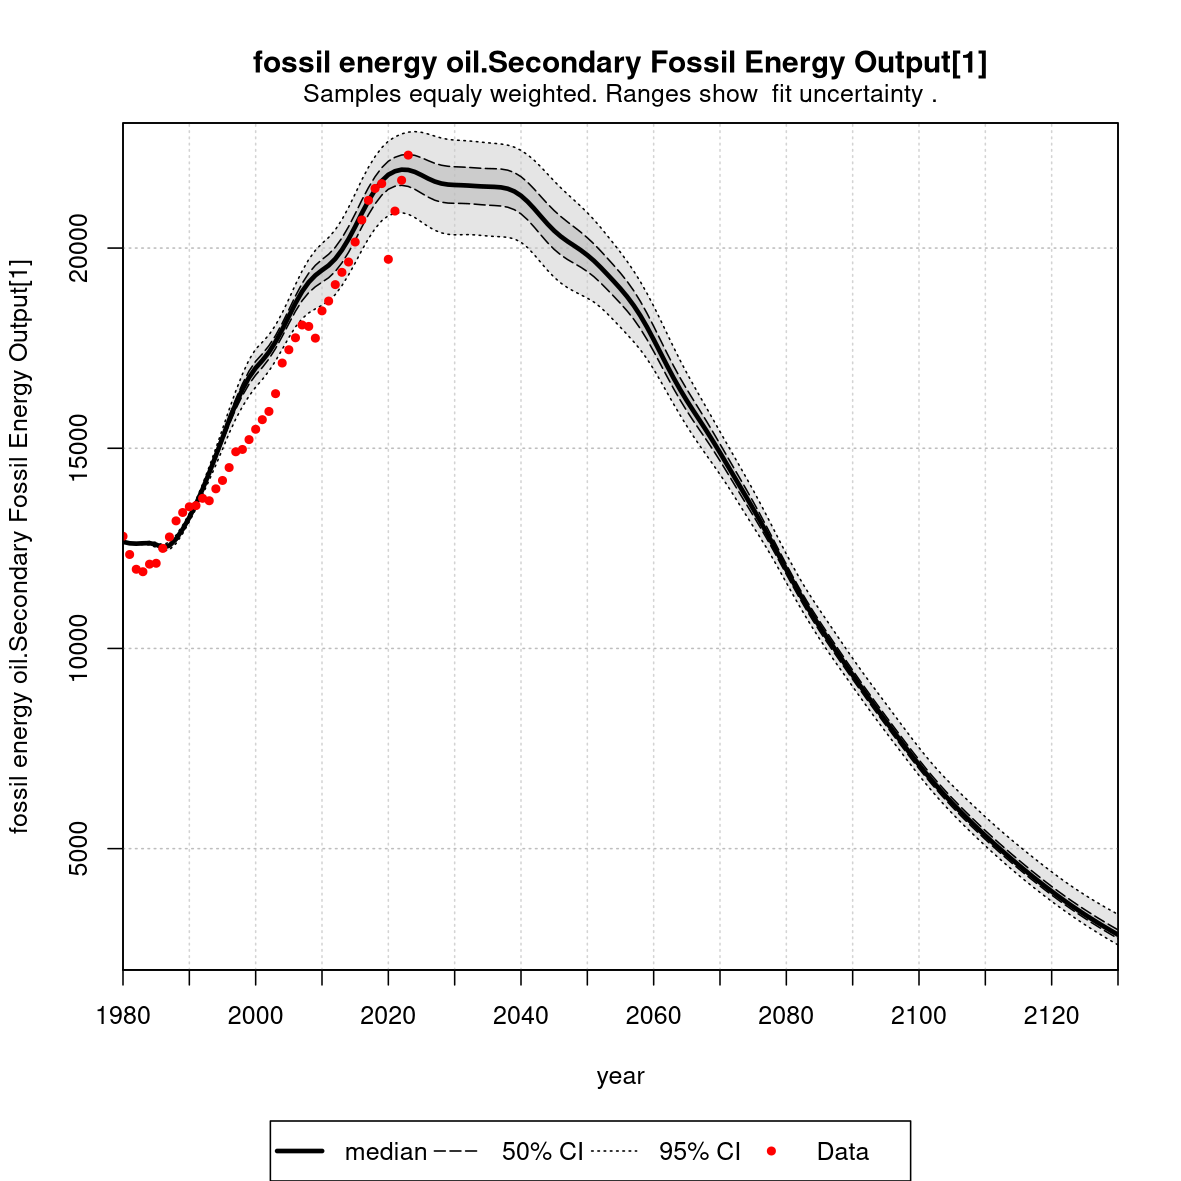 fossil energy oil.Secondary Fossil Energy Output[1]
Samples equaly weighted. Ranges show  fit uncertainty .
fossil energy oil.Secondary Fossil Energy Output[1]
20000
15000
10000
5000
1980 2000 2020 2040 2060 2080 2100 2120
year
median 50% CI 95% CI Data